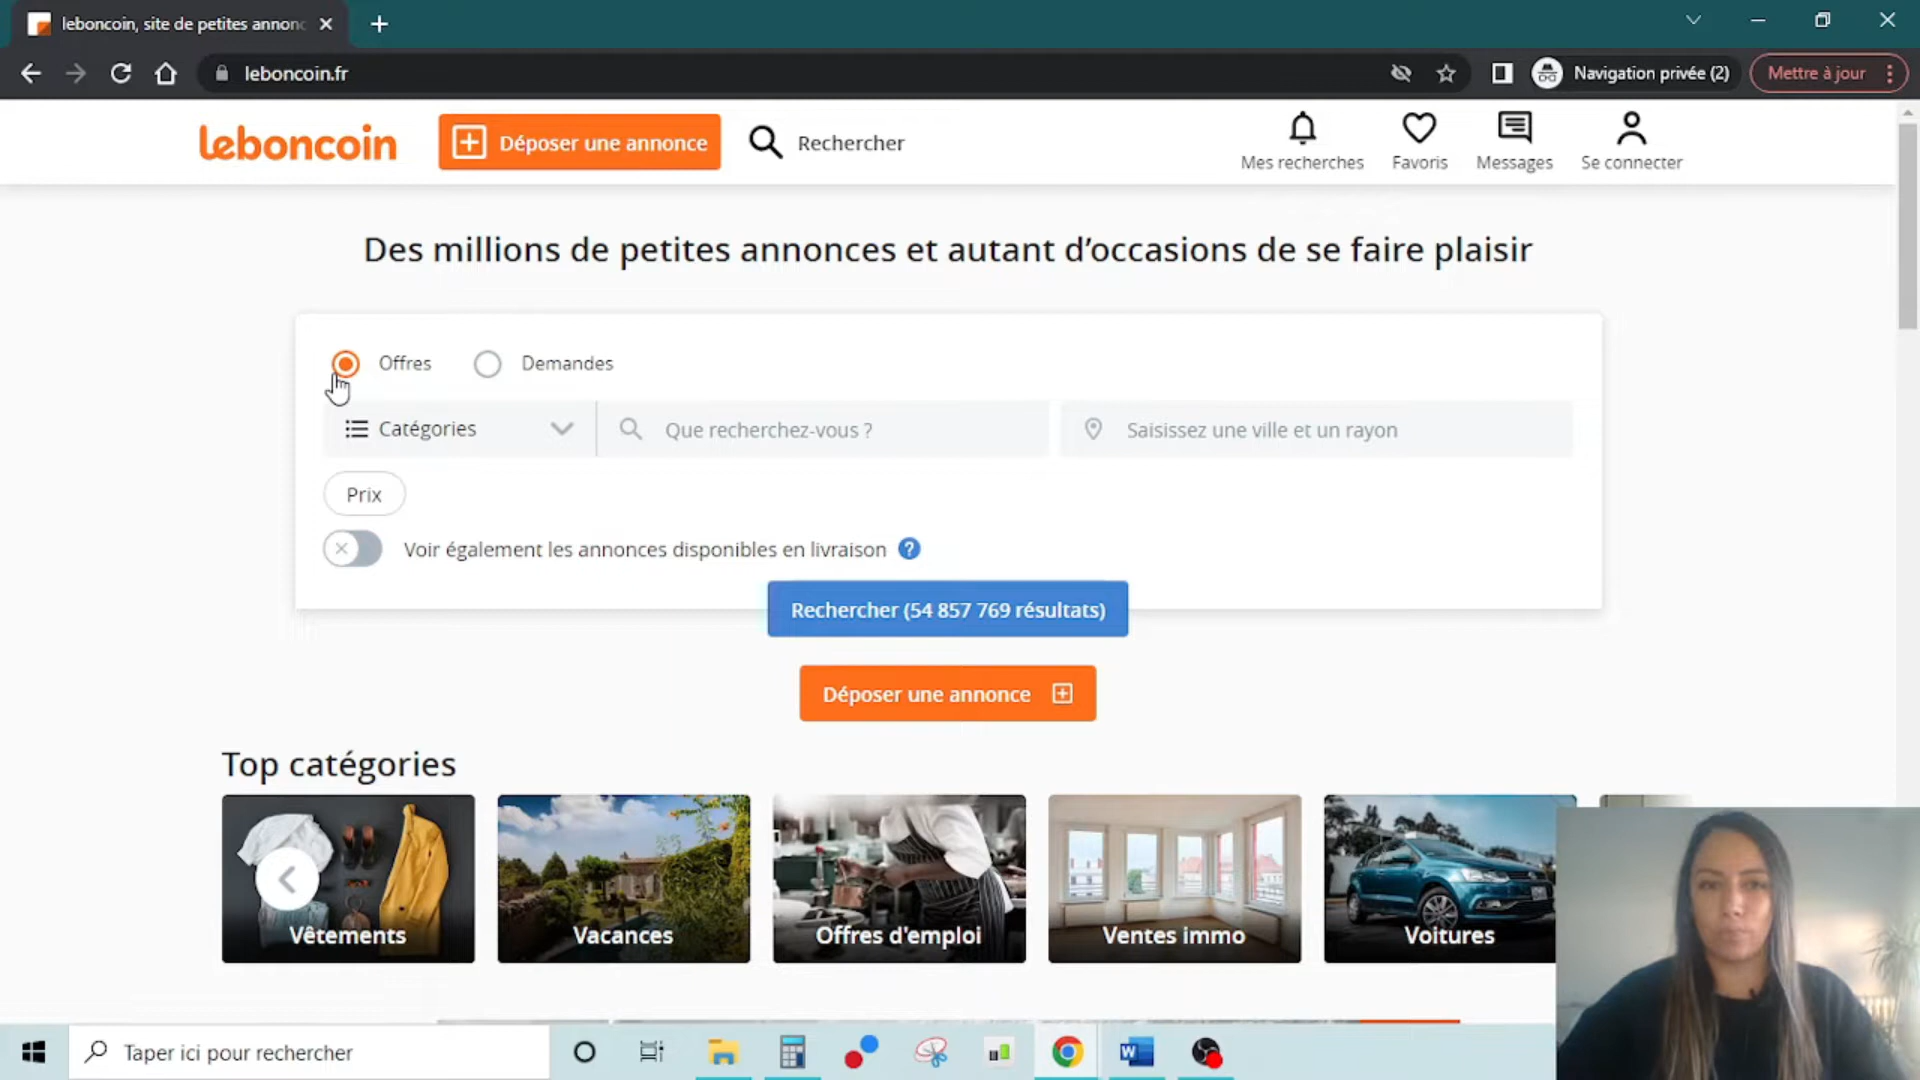 leboncoin, site de petites annonc
leboncoin.fr
Navigation privée (2)
Mettre à jour
leboncoin
Déposer une annonce
Rechercher
Mes recherches
Favoris
Messages
Se connecter
Des millions de petites annonces et autant d’occasions de se faire plaisir
Offres
Demandes
Catégories
Que recherchez-vous ?
Saisissez une ville et un rayon
Prix
Voir également les annonces disponibles en livraison
?
Rechercher (54 857 769 résultats)
Déposer une annonce
Top catégories
Vêtements
Vacances
Offres d'emploi
Ventes immo
Voitures
Taper ici pour rechercher